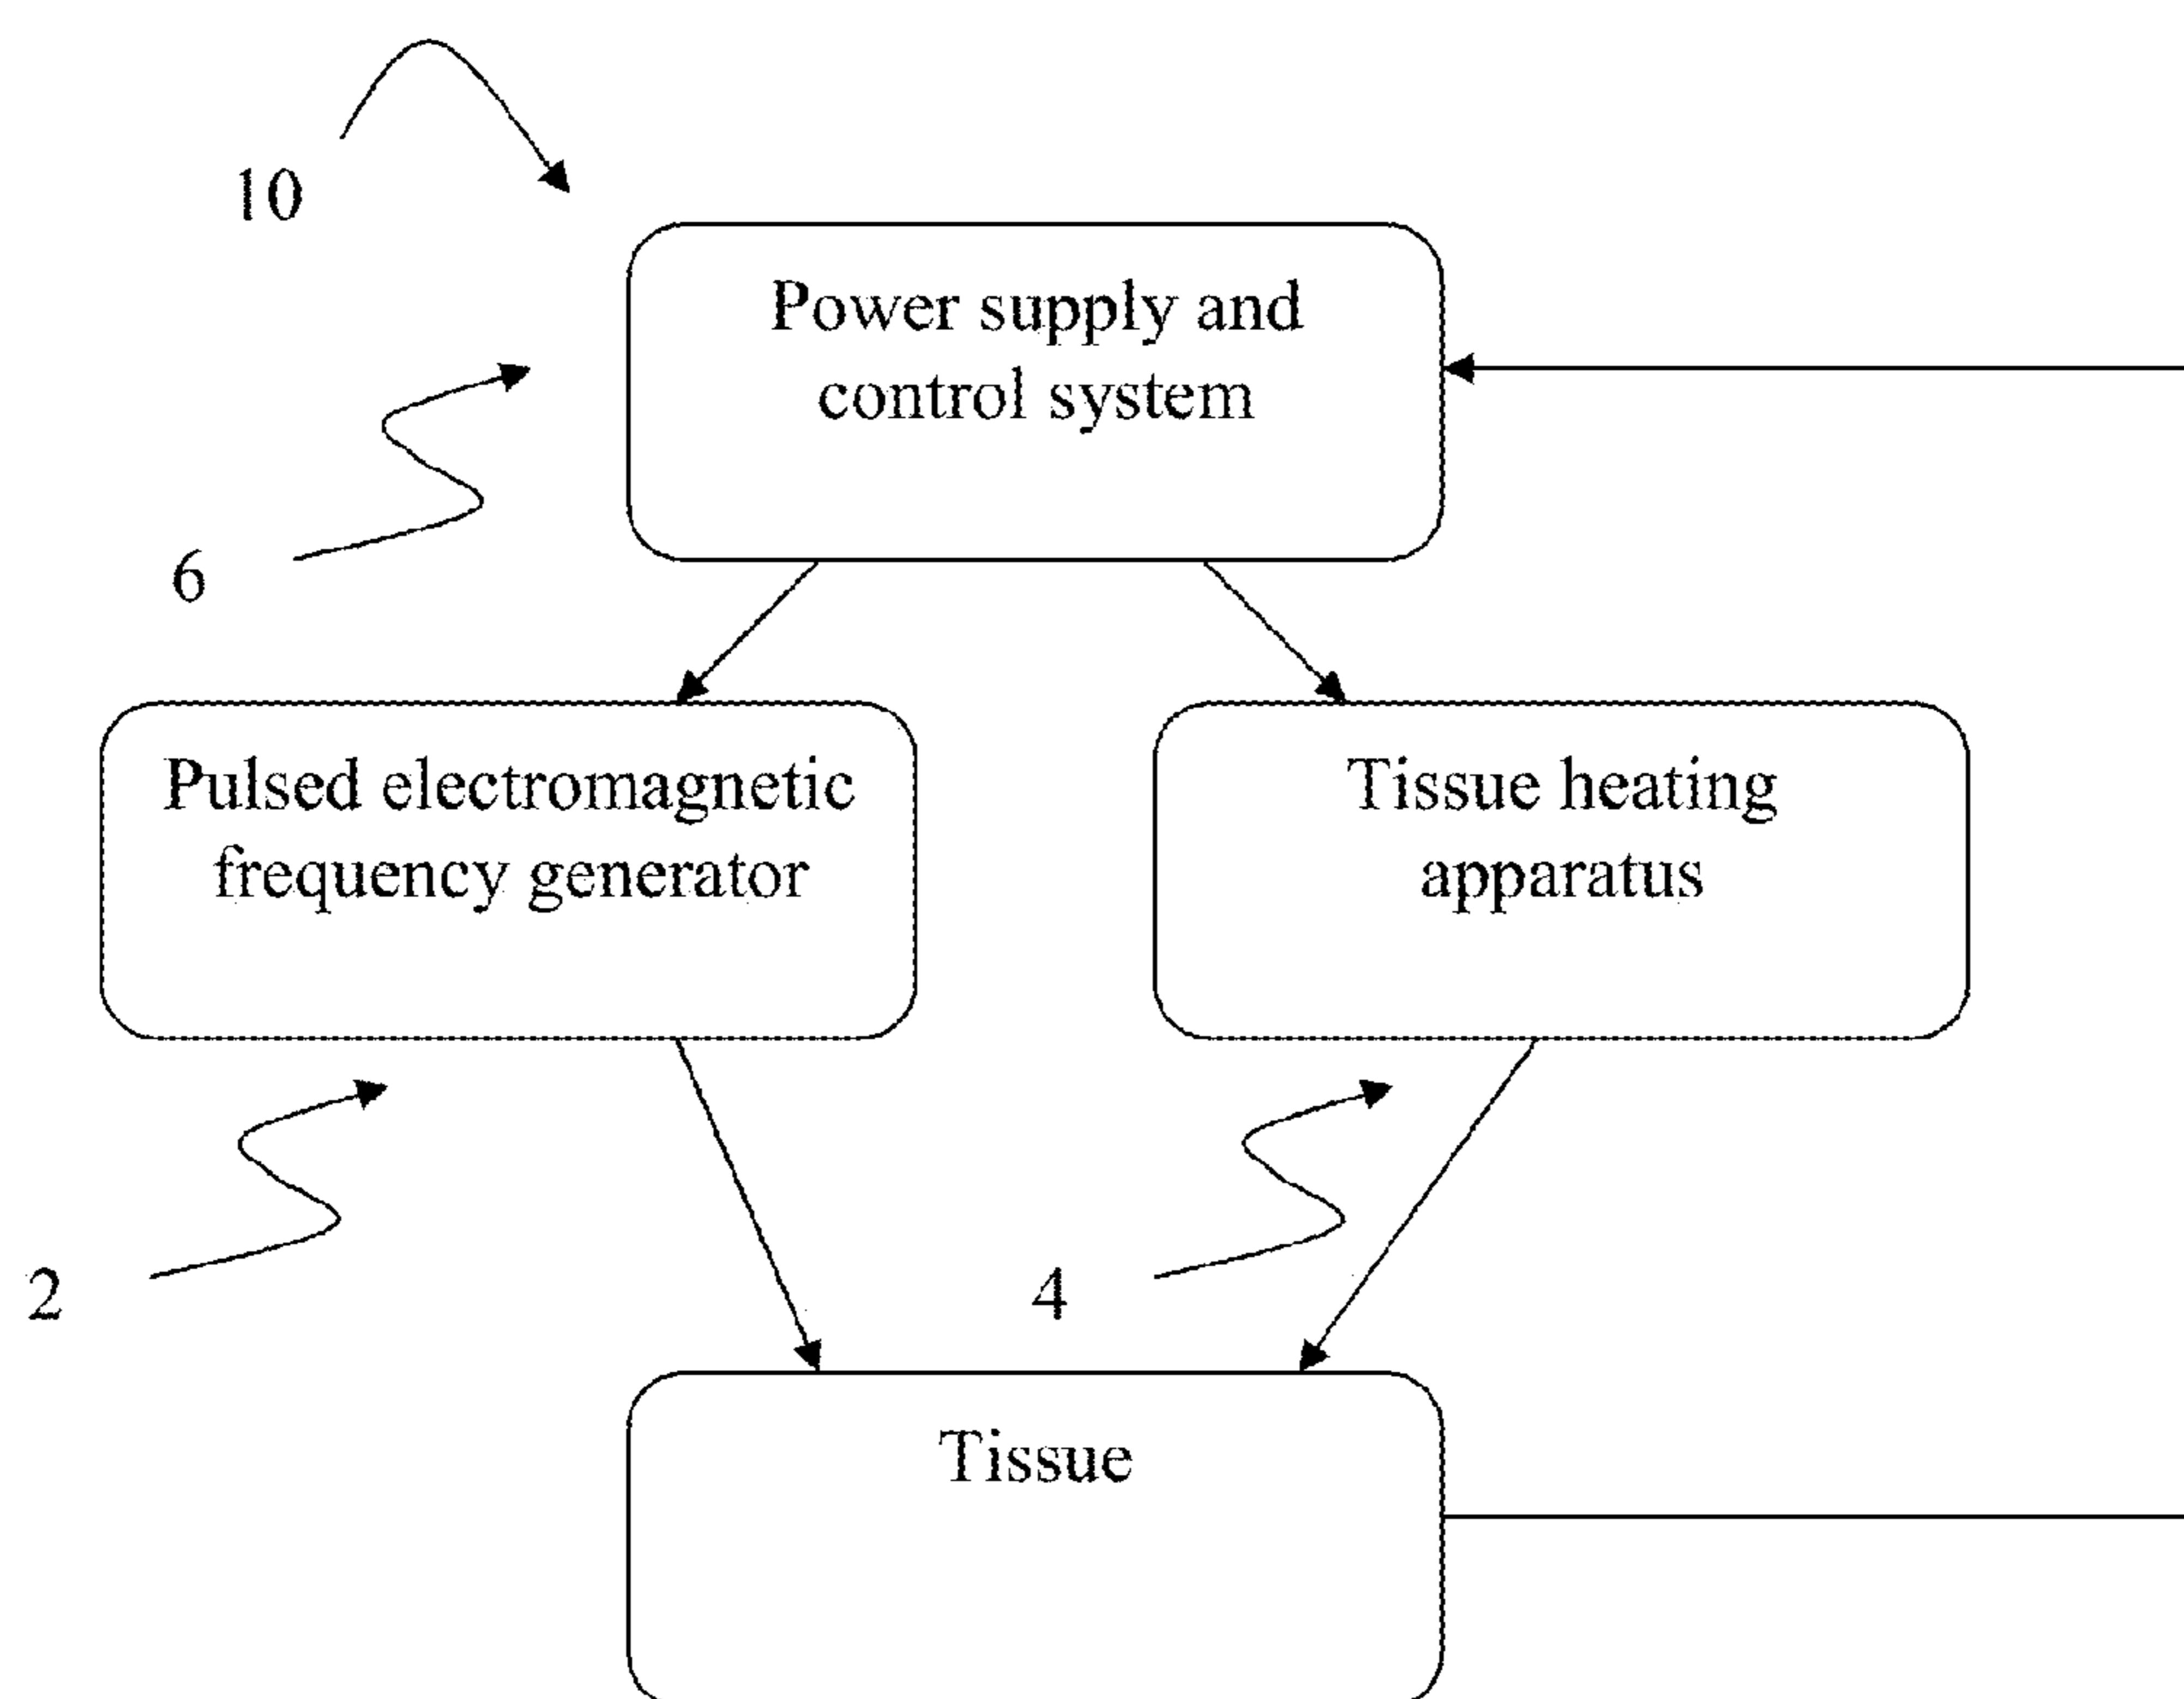 10
Power supply and
control system
6
Pulsed electromagnetic
frequency generator
Tissue heating
apparatus
2
4
Tissue